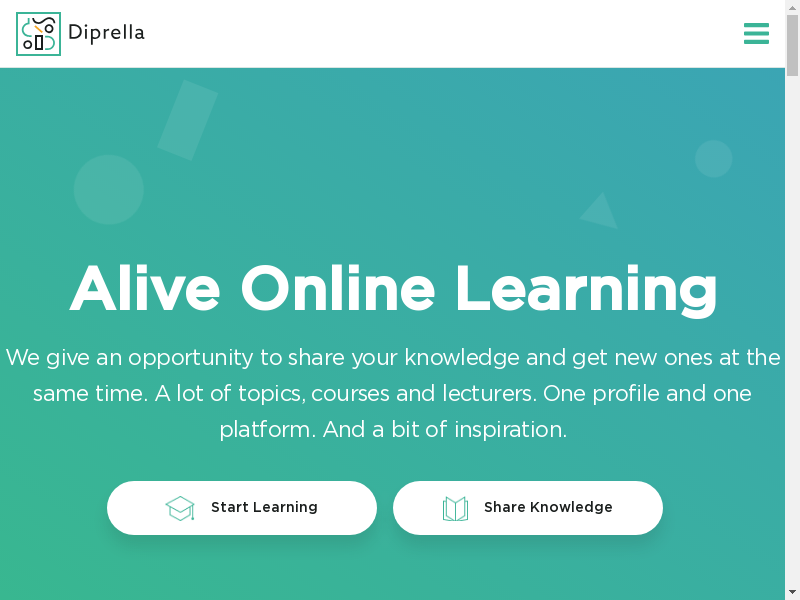 Diprella
Alive Online Learning
We give an opportunity to share your knowledge and get new ones at the
same time. A lot of topics, courses and lecturers. One profile and one
platform. And a bit of inspiration.
Start Learning
Share Knowledge